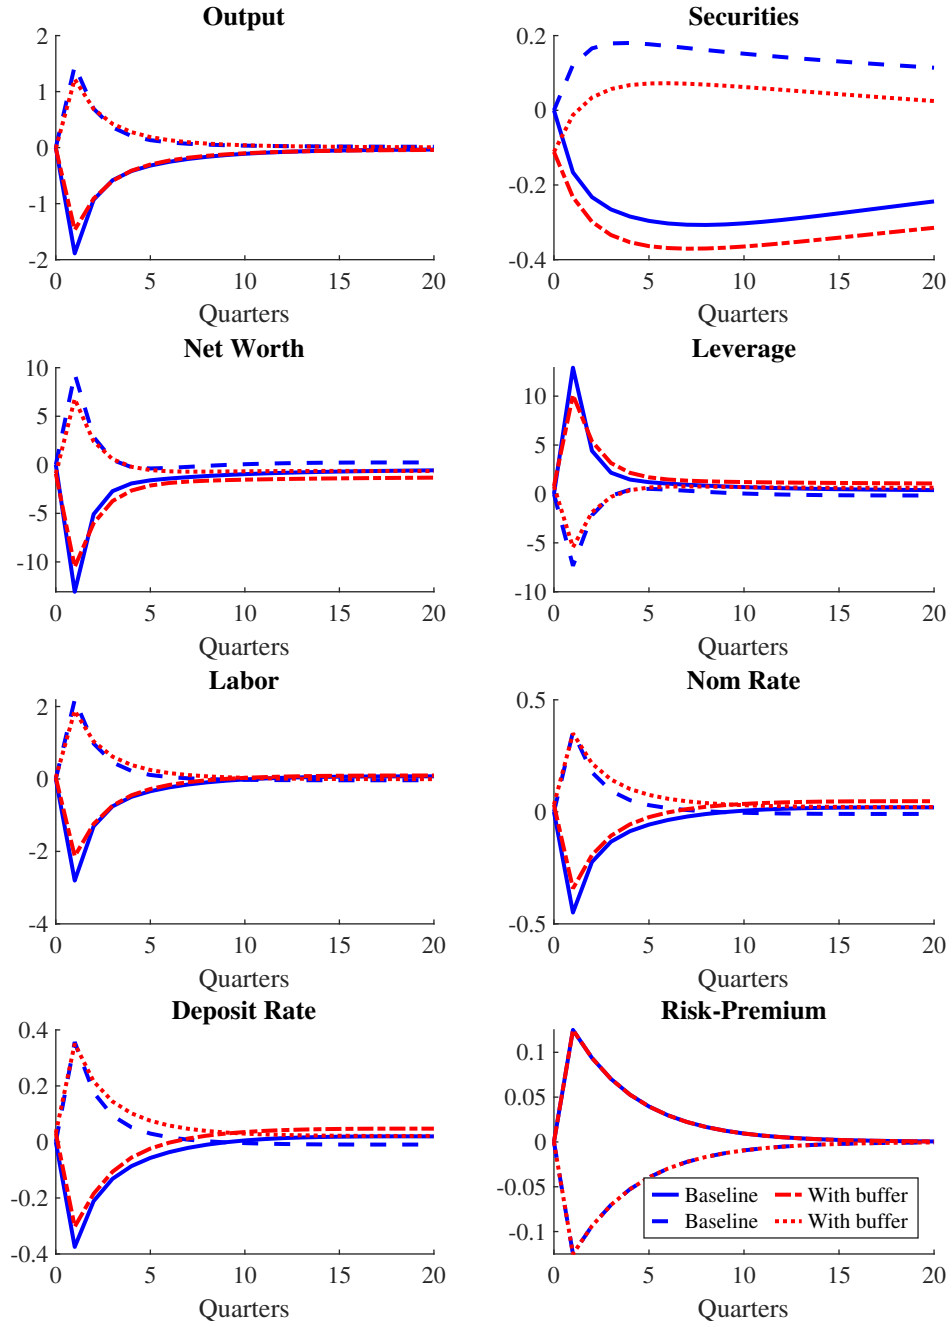 Output
2
1
0
-1
-2
0 5 10 15 20
Quarters
Securities
0.2
0
-0.2
-0.4
0 5 10 15 20
Quarters
Net Worth
10
5
0
-5
-10
0 5 10 15 20
Quarters
Leverage
10
5
0
-5
-10
0 5 10 15 20
Quarters
Labor
2
0
-2
-4
0 5 10 15 20
Quarters
Nom Rate
0.5
0
-0.5
0 5 10 15 20
Quarters
Deposit Rate
0.4
0.2
0
-0.2
-0.4
0 5 10 15 20
Quarters
Risk-Premium
0.1
0.05
0
-0.05
-0.1
Baseline With buffer
Baseline With buffer
0 5 10 15 20
Quarters